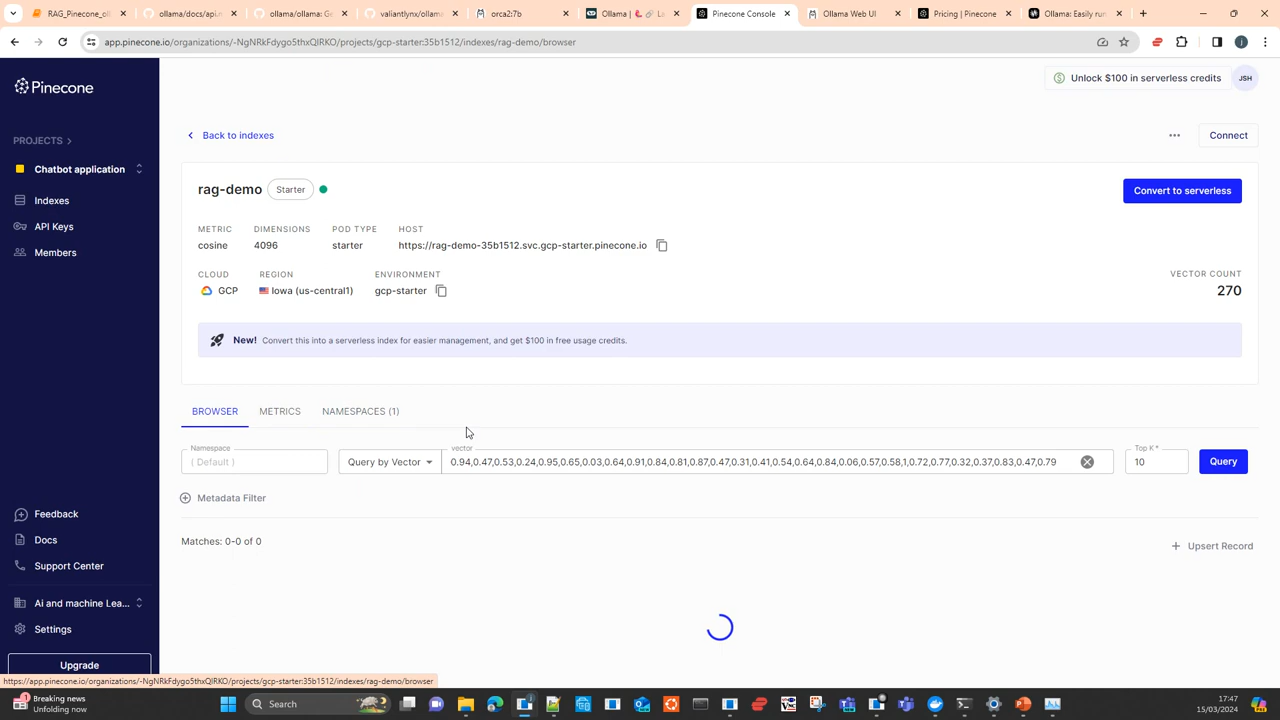 RAG_Pinecone_oll
ollama/docs/api.r
ollama/ollama: Ge
valiantlynx/ollama
orca2:7b
Ollama | 🦜️🔗 La
Pinecone Console
Ollama Web UI
Pricing | Pinecone
Ollama: Easily run
app.pinecone.io/organizations/-NgNRkFdygo5thxQIRKO/projects/gcp-starter:35b1512/indexes/rag-demo/browser
Pinecone
Unlock $100 in serverless credits
JSH
PROJECTS
Back to indexes
Connect
Chatbot application
rag-demo
Starter
Convert to serverless
Indexes
API Keys
Members
METRIC
DIMENSIONS
POD TYPE
HOST
cosine
4096
starter
https://rag-demo-35b1512.svc.gcp-starter.pinecone.io
CLOUD
REGION
ENVIRONMENT
VECTOR COUNT
GCP
Iowa (us-central1)
gcp-starter
270
New! Convert this into a serverless index for easier management, and get $100 in free usage credits.
BROWSER
METRICS
NAMESPACES (1)
Namespace
( Default )
Query by Vector
vector
0.94,0.47,0.53,0.24,0.95,0.65,0.03,0.64,0.91,0.84,0.81,0.87,0.47,0.31,0.41,0.54,0.64,0.84,0.06,0.57,0.58,1,0.72,0.77,0.32,0.37,0.83,0.47,0.79
Top K *
10
Query
Metadata Filter
Matches: 0-0 of 0
Upsert Record
Feedback
Docs
Support Center
Ai and machine Lea...
Settings
Upgrade
https://app.pinecone.io/organizations/-NgNRkFdygo5thxQIRKO/projects/gcp-starter:35b1512/indexes/rag-demo/browser
1
Breaking news
Unfolding now
Search
17:47
15/03/2024